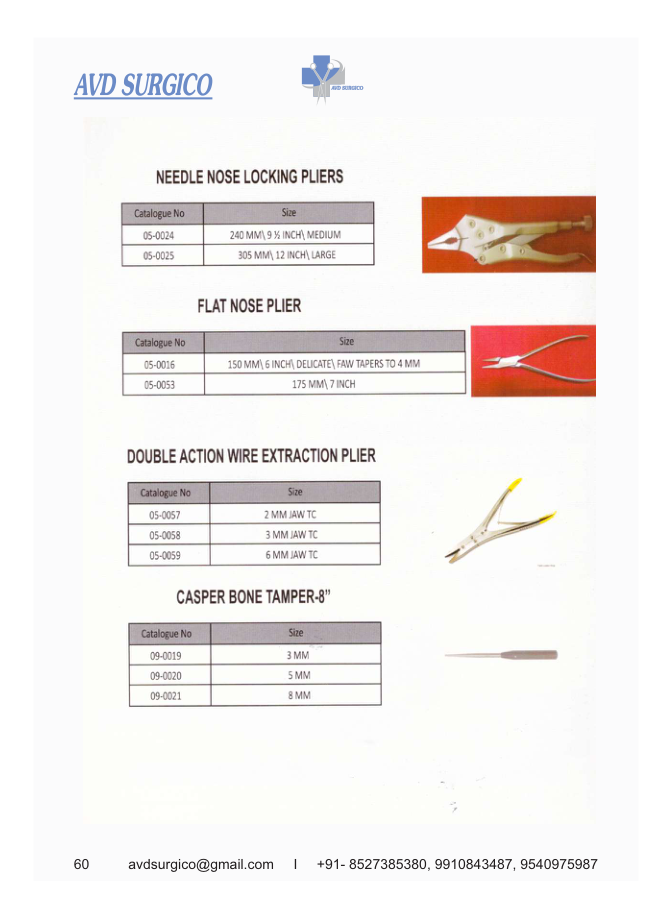 AVD SURGICO
AVD SURGICO
NEEDLE NOSE LOCKING PLIERS
Catalogue No Size
05-0024 240 MM\ 9 ½ INCH\ MEDIUM
05-0025 305 MM\ 12 INCH\ LARGE
FLAT NOSE PLIER
Catalogue No Size
05-0016 150 MM\ 6 INCH\ DELICATE\ FAW TAPERS TO 4 MM
05-0053 175 MM\ 7 INCH
DOUBLE ACTION WIRE EXTRACTION PLIER
Catalogue No Size
05-0057 2 MM JAW TC
05-0058 3 MM JAW TC
05-0059 6 MM JAW TC
CASPER BONE TAMPER-8”
Catalogue No Size
09-0019 3 MM
09-0020 5 MM
09-0021 8 MM
60 avdsurgico@gmail.com I +91- 8527385380, 9910843487, 9540975987